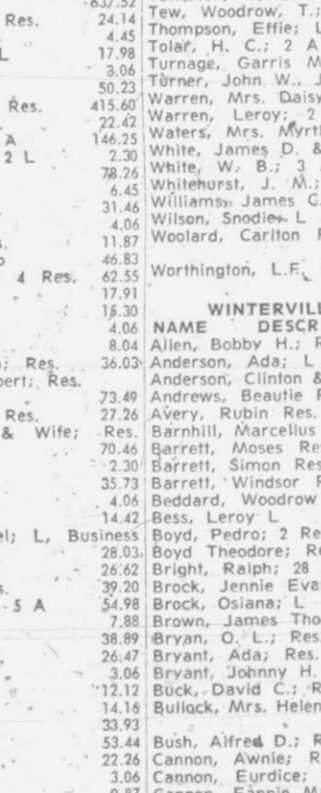 637.52
Res. 24.14
4.45
L 17.98
3.06
50.23
Res. 415.60
22.42
A 146.25
2 L 2.30
78.26
6.45
31.46
4.06
11.87
46.83
4 Res. 62.55
17.91
15.30
4.06
8.04
Res. 36.03
Res.
73.49
Res. 27.26
& Wife; Res.
70.46
2.30
35.73
4.06
14.42
L, Business
28.03
26.62
39.20
5 A 54.98
7.88
38.89
26.47
3.06
12.12
14.16
33.93
53.44
22.26
3.06
Tew, Woodrow, T.;
Thompson, Effie; L
Tolar, H. C.; 2 A
Turnage, Garris M
Turner, John W., J
Warren, Mrs. Daisy
Warren, Leroy; 2
Waters, Mrs. Myrt
White, James D. &
White, W. B.; 3
Whitehurst, J. M.;
Williams, James G.
Wilson, Snodie L
Woolard, Carlton
Worthington, L.F.
WINTERVIL
NAME DESCR
Allen, Bobby H.; R
Anderson, Ada; L
Anderson, Clinton &
Andrews, Beautie
Avery, Rubin Res.
Barnhill, Marcellus
Barrett, Moses Re
Barrett, Simon Res
Barrett, Windsor
Beddard, Woodrow
Bess, Leroy L
Boyd, Pedro; 2 Re
Boyd Theodore; R
Bright, Ralph; 28
Brock, Jennie Eva
Brock, Osiana; L
Brown, James Tho
Bryan, O. L.; Res
Bryant, Ada; Res.
Bryant, Johnny H.
Buck, David C.; R
Bullock, Mrs. Helen
Bush, Alfred D.; R
Cannon, Awnie; R
Cannon, Eurdice;